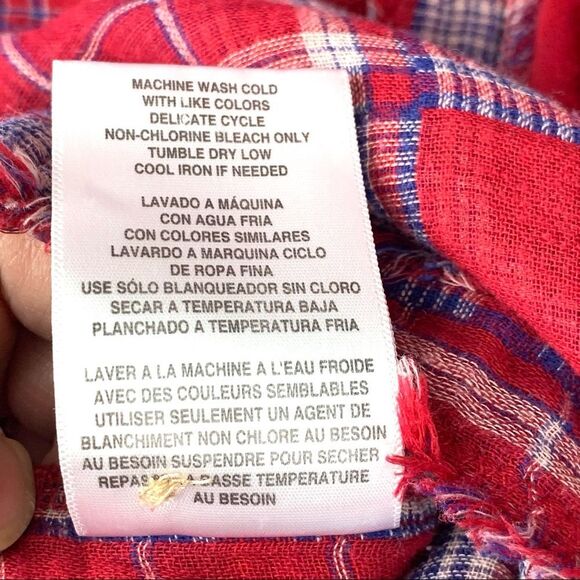 MACHINE WASH COLD
WITH LIKE COLORS
DELICATE CYCLE
NON-CHLORINE BLEACH ONLY
TUMBLE DRY LOW
COOL IRON IF NEEDED
LAVADO A MÁQUINA
CON AGUA FRIA
CON COLORES SIMILARES
LAVARDO A MARQUINA CICLO
DE ROPA FINA
USE SÓLO BLANQUEADOR SIN CLORO
SECAR A TEMPERATURA BAJA
PLANCHADO A TEMPERATURA FRIA
LAVER A LA MACHINE A L'EAU FROIDE
AVEC DES COULEURS SEMBLABLES
UTILISER SEULEMENT UN AGENT DE
BLANCHIMENT NON CHLORE AU BESOIN
AU BESOIN SUSPENDRE POUR SECHER
TEMPERATURE
AU BESOIN